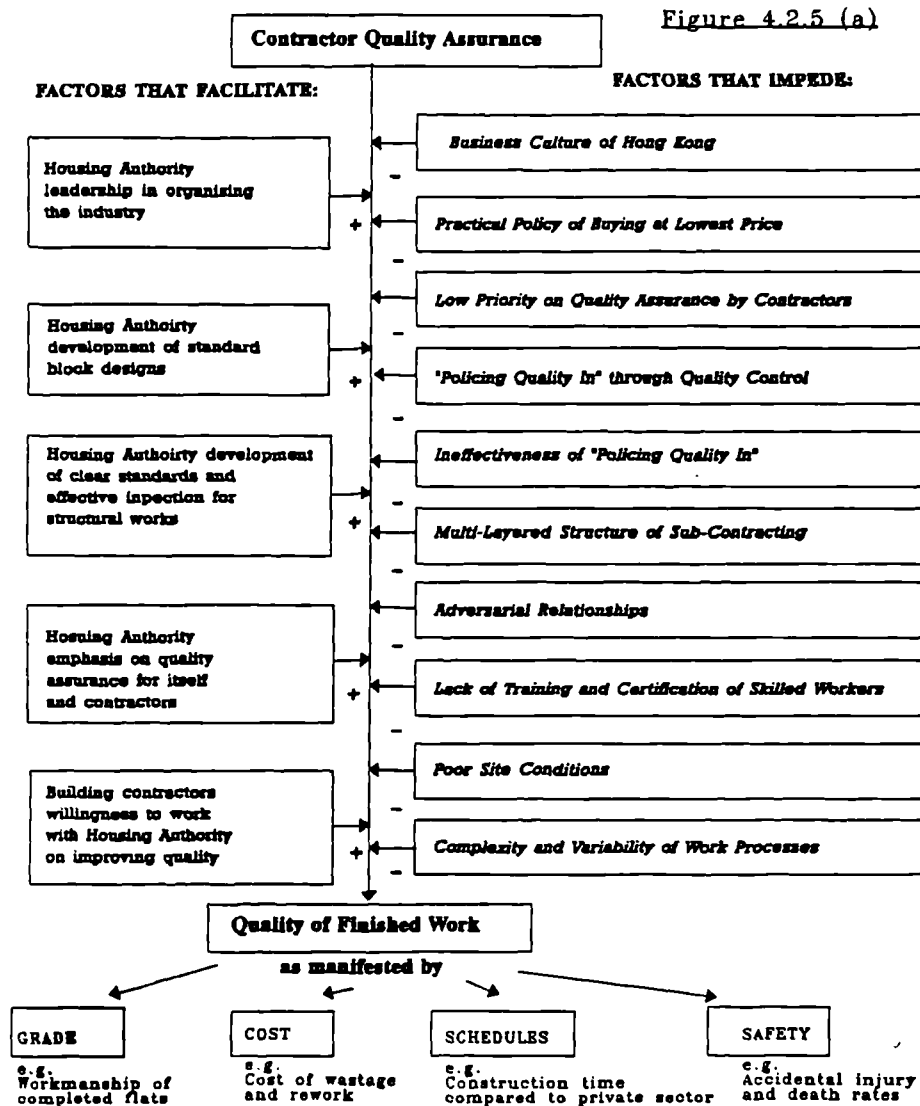 Figure 4.2.5 (a)
Contractor Quality Assurance
FACTORS THAT FACILITATE:
FACTORS THAT IMPEDE:
Housing Anthority
leadership in organising
the industry
+
Housing Anthoirty
development of standard
block designs
+
Housing Anthoirty development
of clear standards and
effective inpection for
structural works
+
Hosuing Anthority
emphasis on quality
assurance for itself
and contractors
+
Building contractors
willingness to work
with Housing Anthority
on improving quality
+
Business Culture of Hong Kong
-
Practical Policy of Buying at Lowest Price
-
Low Priority on Quality Assurance by Contractors
-
"Policing Quality In" through Quality Control
-
Ineffectiveness of "Policing Quality In"
-
Multi-Layered Structure of Sub-Contracting
-
Adversarial Relationships
-
Lack of Training and Certification of Skilled Workers
-
Poor Site Conditions
-
Complexity and Variability of Work Processes
-
Quality of Finished Work
as manifested by
GRADE
e.g.
Workmanship of
completed flats
COST
e.g.
Cost of wastage
and rework
SCHEDULES
e.g.
Construction time
compared to private sector
SAFETY
e.g.
Accidental injury
and death rates